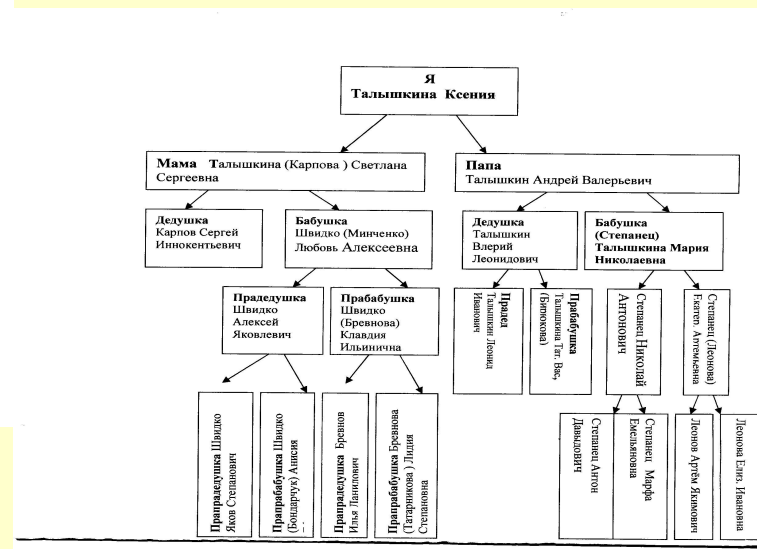 Я
Талышкина Ксения
Мама Талышкина (Карпова ) Светлана
Сергеевна
Папа
Талышкин Андрей Валерьевич
Дедушка
Карпов Сергей
Иннокентьевич
Бабушка
Швидко (Минченко)
Любовь Алексеевна
Дедушка
Талышкин
Влерий
Леонидович
Бабушка
(Степанец)
Талышкина Мария
Николаевна
Прадедушка
Швидко
Алексей
Яковлевич
Прабабушка
Швидко
(Бревнова)
Клавдия
Ильинична
Прадед
Талышкин Леонид
Иванович
Прабабушка
Талышкина Тат. Вас,
(Бирюкова)
Степанец Николай
Антонович
Степанец (Леонова)
Екатер. Артемьевна
Прапрадедушка Швидко
Яков Степанович
Прапрабабушка Швидко
(Бондарчук) Анисия
Прапрадедушка Бревнов
Илья Данилович
Прапрабабушка Бревнова
(Татарникова ) Лидия
Степановна
Степанец Антон
Давыдович
Степанец Марфа
Емельяновна
Леонов Артём Якимович
Леонова Елиз. Ивановна